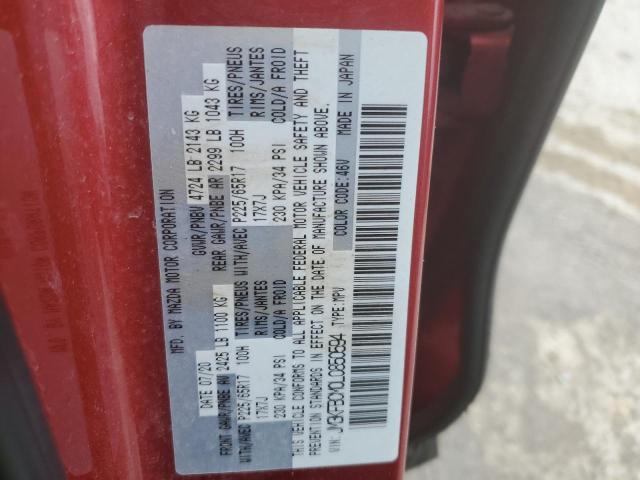 MFD. BY MAZDA MOTOR CORPORATION
DATE 07/20 GVWR/PNBV 4724 LB 2143 KG
FRONT GAWR/PNBE AV 2425 LB 1100 KG REAR GAWR/PNBE AR 2299 LB 1043 KG
WITH/AVEC P225/65R17 100H TIRES/PNEUS WITH/AVEC P225/65R17 100H TIRES/PNEUS
17X7J RIMS/JANTES 17X7J RIMS/JANTES
230 KPA/34 PSI COLD/A FROID 230 KPA/34 PSI COLD/A FROID
THIS VEHICLE CONFORMS TO ALL APPLICABLE FEDERAL MOTOR VEHICLE SAFETY AND THEFT
PREVENTION STANDARDS IN EFFECT ON THE DATE OF MANUFACTURE SHOWN ABOVE.
COLOR CODE:46V MADE IN JAPAN
VIN: JM3KFBDM0L0850594 TYPE:MPV